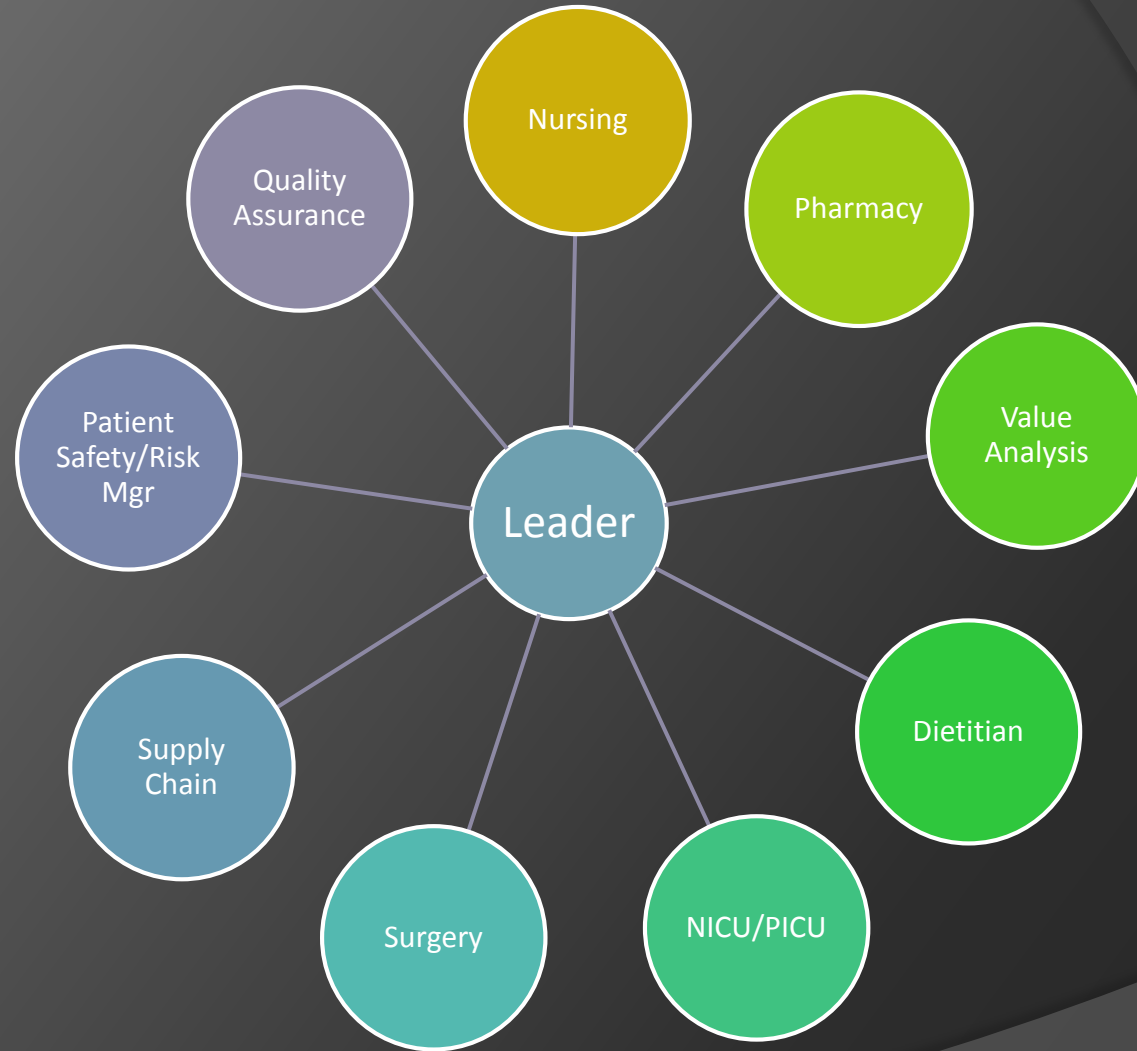 Nursing
Pharmacy
Value
Analysis
Dietitian
NICU/PICU
Surgery
Supply
Chain
Patient
Safety/Risk
Mgr
Quality
Assurance
Leader